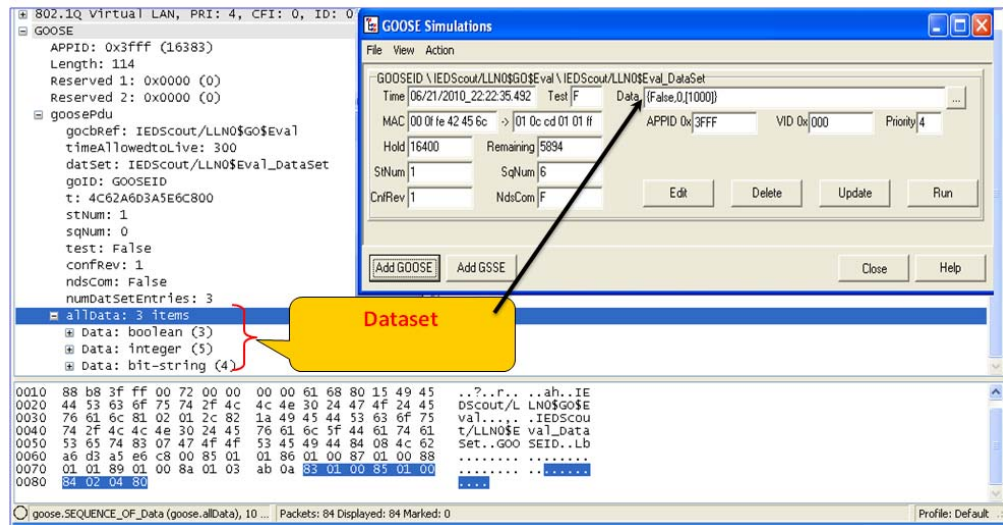 802.1Q Virtual LAN, PRI: 4, CFI: 0, ID: 0
GOOSE
APPID: 0x3fff (16383)
Length: 114
Reserved 1: 0x0000 (0)
Reserved 2: 0x0000 (0)
goosePdu
gocbRef: IEDScout/LLN0$GO$Eval
timeAllowedtoLive: 300
datSet: IEDScout/LLN0$Eval_DataSet
goID: GOOSEID
t: 4C62A6D3A5E6C800
stNum: 1
sqNum: 0
test: False
confRev: 1
ndsCom: False
numDatSetEntries: 3
allData: 3 items
Data: boolean (3)
Data: integer (5)
Data: bit-string (4)
GOOSE Simulations
File View Action
GOOSEID \ IEDScout/LLN0$GO$Eval \ IEDScout/LLN0$Eval_DataSet
Time 06/21/2010_22:22:35.492 Test F Data {False,0,[1000]} ...
MAC 00 0f fe 42 45 6c -> 01 0c cd 01 01 ff APPID 0x 3FFF VID 0x 000 Priority 4
Hold 16400 Remaining 5894
StNum 1 SqNum 6
CnfRev 1 NdsCom F Edit Delete Update Run
Add GOOSE Add GSSE Close Help
Dataset
0010 88 b8 3f ff 00 72 00 00 00 00 61 68 80 15 49 45 ..?..r.. ..ah..IE
0020 44 53 63 6f 75 74 2f 4c 4c 4e 30 24 47 4f 24 45 DScout/L LN0$GO$E
0030 76 61 6c 81 02 01 2c 82 1a 49 45 44 53 63 6f 75 val...,. .IEDScou
0040 74 2f 4c 4c 4e 30 24 45 76 61 6c 5f 44 61 74 61 t/LLN0$E val_Data
0050 53 65 74 83 07 47 4f 4f 53 45 49 44 84 08 4c 62 Set..GOO SEID..Lb
0060 a6 d3 a5 e6 c8 00 85 01 01 86 01 00 87 01 00 88 ........ ........
0070 01 01 89 01 00 8a 01 03 ab 0a 83 01 00 85 01 00 ........ ........
0080 84 02 04 80 ....
goose.SEQUENCE_OF_Data (goose.allData), 10 ... Packets: 84 Displayed: 84 Marked: 0 Profile: Default